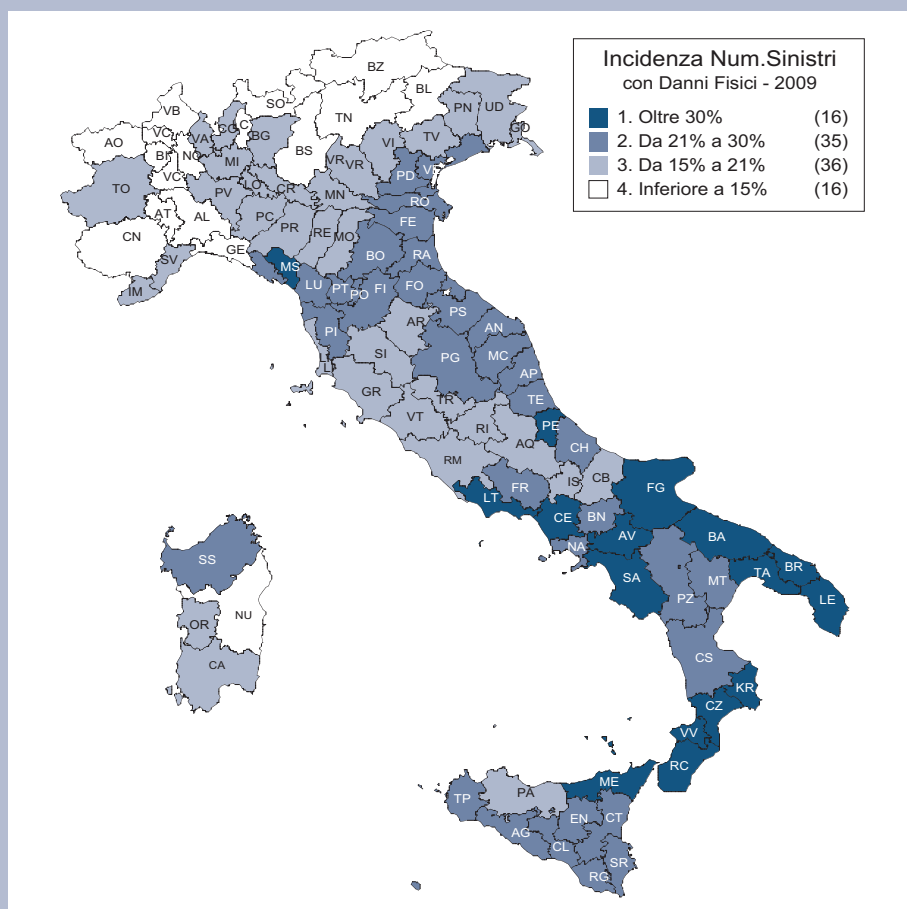 Incidenza Num.Sinistri
con Danni Fisici - 2009
1. Oltre 30% (16)
2. Da 21% a 30% (35)
3. Da 15% a 21% (36)
4. Inferiore a 15% (16)
BZ
BL
SO
TN
PN
UD
GO
VB
VC
AO
BI
NO
VC
VA
CO
BG
BS
VI
TV
VR
VR
MI
TO
PD
VE
LO
CR
PV
MN
RO
AT
AL
PC
PR
RE
MO
FE
CN
GE
BO
RA
SV
MS
IM
LU
PT
PO
FI
FO
PS
AR
AN
PI
SI
PG
MC
AP
GR
TR
TE
VT
RI
PE
AQ
CH
RM
IS
CB
FR
FG
LT
CE
BN
NA
AV
BA
SA
MT
TA
BR
PZ
LE
SS
NU
OR
CA
CS
KR
CZ
VV
RC
ME
TP
PA
EN
CT
AG
CL
SR
RG